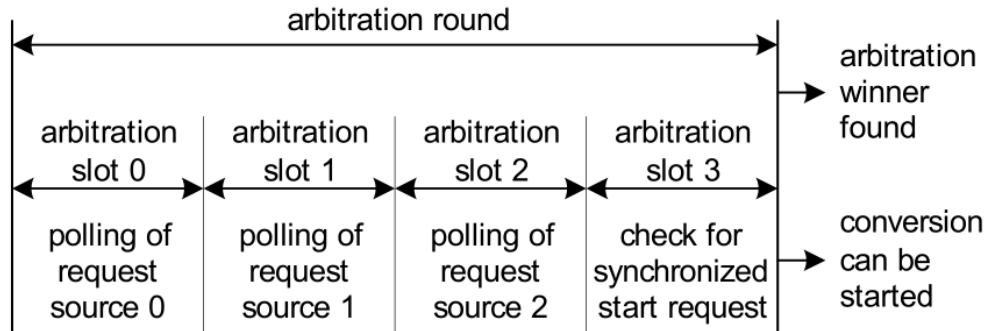 arbitration round
arbitration
winner
found
arbitration
slot 0
arbitration
slot 1
arbitration
slot 2
arbitration
slot 3
polling of
request
source 0
polling of
request
source 1
polling of
request
source 2
check for
synchronized
start request
conversion
can be
started